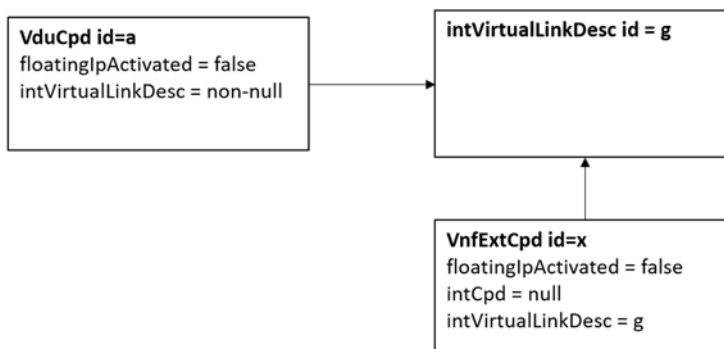 VduCpd id=a
floatingIpActivated = false
intVirtualLinkDesc = non-null
intVirtualLinkDesc id = g
VnfExtCpd id=x
floatingIpActivated = false
intCpd = null
intVirtualLinkDesc = g